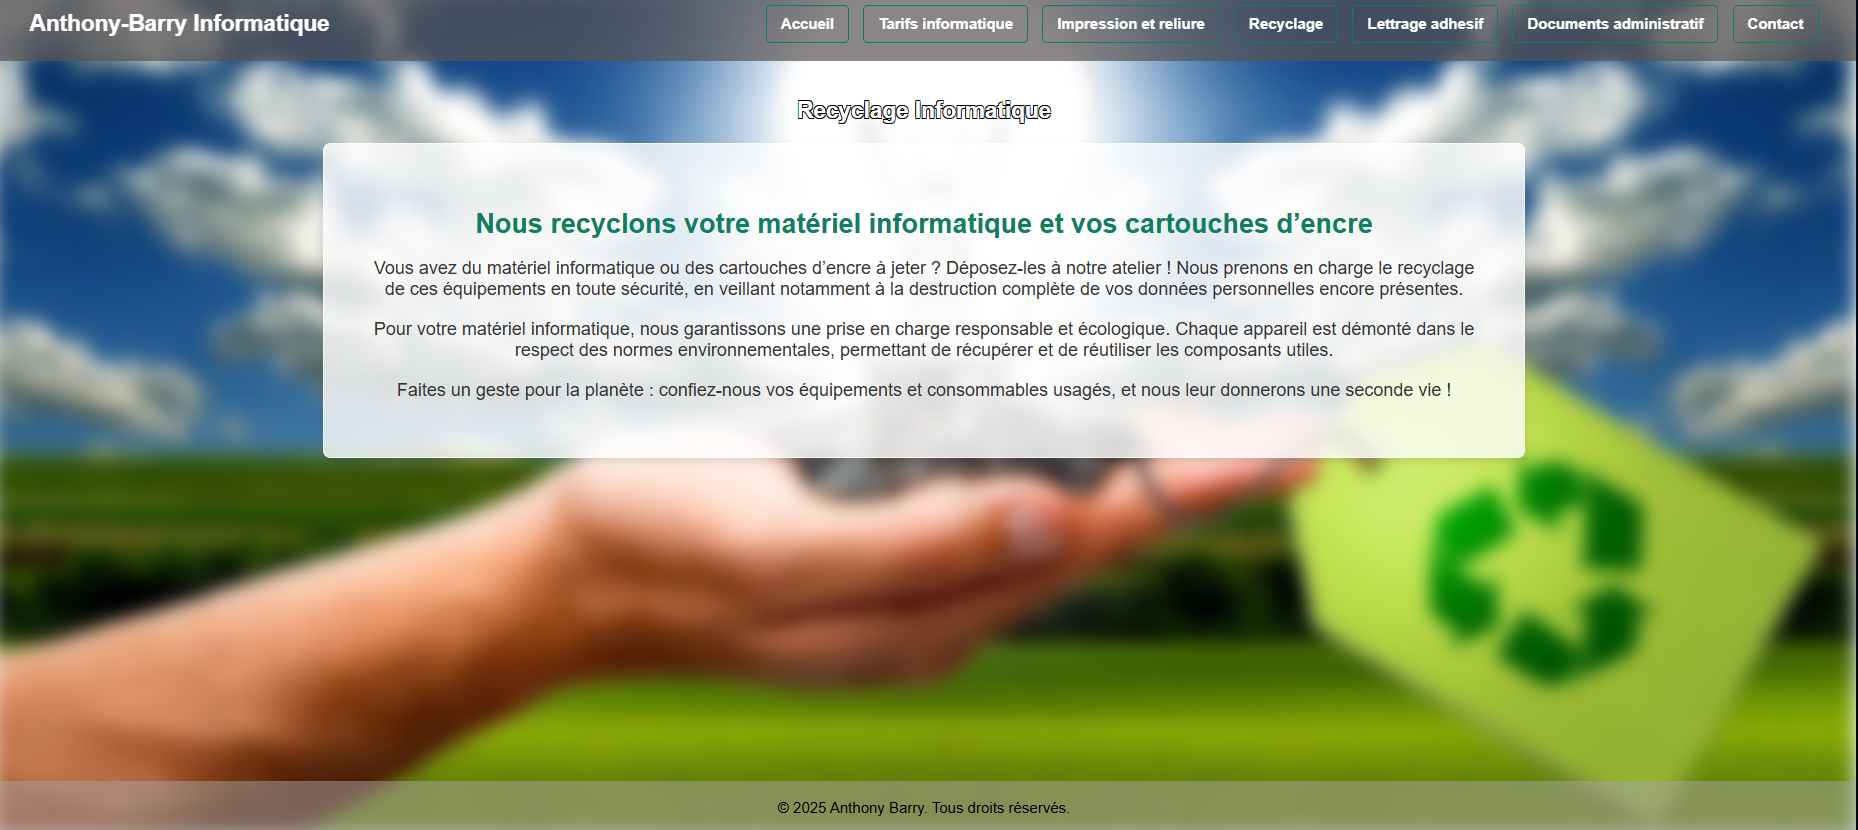 Anthony-Barry Informatique
Accueil
Tarifs informatique
Impression et reliure
Recyclage
Lettrage adhesif
Documents administratif
Contact
Recyclage Informatique
Nous recyclons votre matériel informatique et vos cartouches d’encre
Vous avez du matériel informatique ou des cartouches d’encre à jeter ? Déposez-les à notre atelier ! Nous prenons en charge le recyclage
de ces équipements en toute sécurité, en veillant notamment à la destruction complète de vos données personnelles encore présentes.
Pour votre matériel informatique, nous garantissons une prise en charge responsable et écologique. Chaque appareil est démonté dans le
respect des normes environnementales, permettant de récupérer et de réutiliser les composants utiles.
Faites un geste pour la planète : confiez-nous vos équipements et consommables usagés, et nous leur donnerons une seconde vie !
© 2025 Anthony Barry. Tous droits réservés.